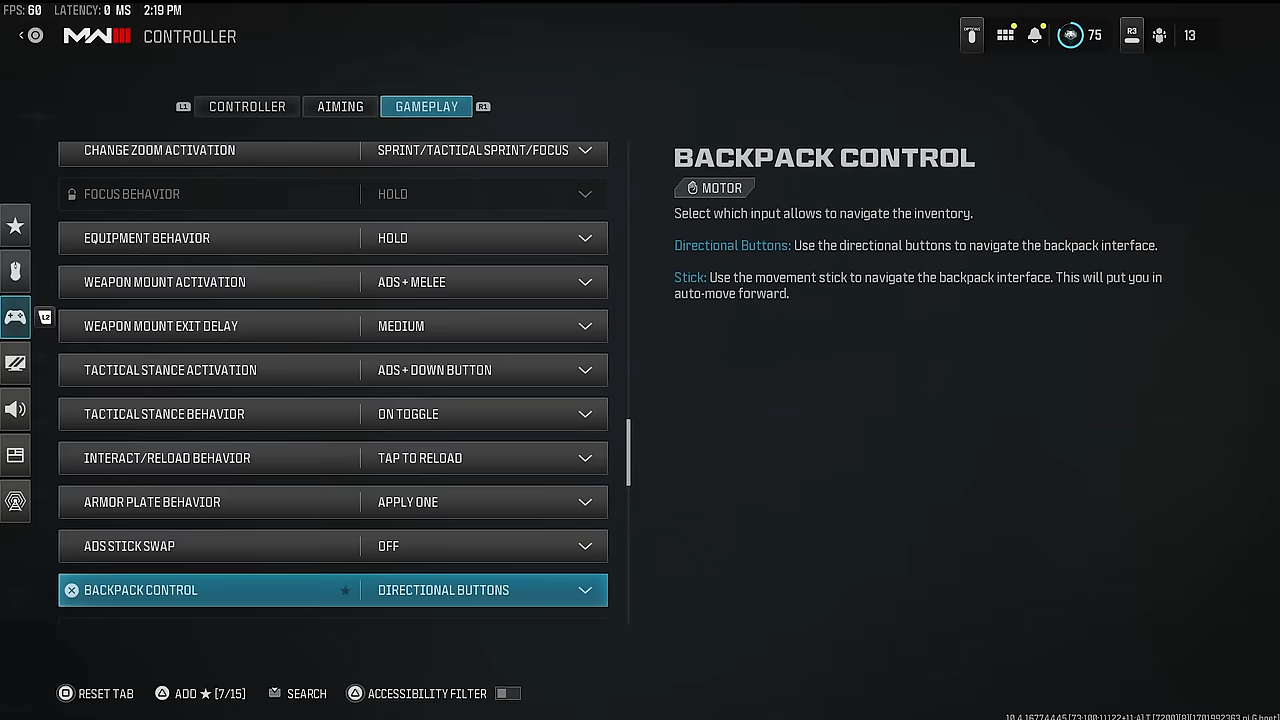 FPS: 60 LATENCY: 0 MS 2:19 PM
MWIII CONTROLLER
OPTIONS 75 R3 13
L1 CONTROLLER AIMING GAMEPLAY R1
CHANGE ZOOM ACTIVATION SPRINT/TACTICAL SPRINT/FOCUS
FOCUS BEHAVIOR HOLD
EQUIPMENT BEHAVIOR HOLD
WEAPON MOUNT ACTIVATION ADS + MELEE
L2
WEAPON MOUNT EXIT DELAY MEDIUM
TACTICAL STANCE ACTIVATION ADS + DOWN BUTTON
TACTICAL STANCE BEHAVIOR ON TOGGLE
INTERACT/RELOAD BEHAVIOR TAP TO RELOAD
ARMOR PLATE BEHAVIOR APPLY ONE
ADS STICK SWAP OFF
BACKPACK CONTROL DIRECTIONAL BUTTONS
BACKPACK CONTROL
MOTOR
Select which input allows to navigate the inventory.
Directional Buttons: Use the directional buttons to navigate the backpack interface.
Stick: Use the movement stick to navigate the backpack interface. This will put you in
auto-move forward.
RESET TAB ADD ★ [7/15] SEARCH ACCESSIBILITY FILTER